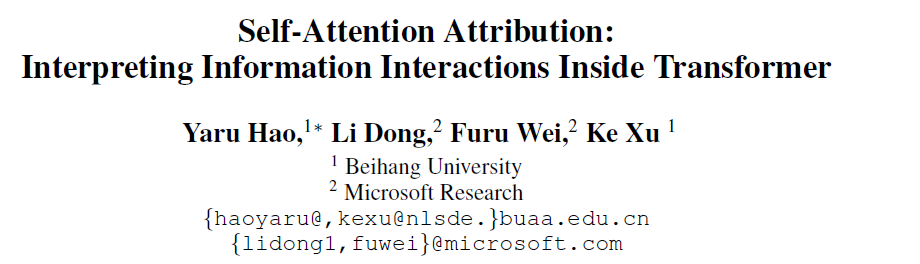 Self-Attention Attribution:
Interpreting Information Interactions Inside Transformer
Yaru Hao,1* Li Dong,2 Furu Wei,2 Ke Xu 1
1 Beihang University
2 Microsoft Research
{haoyaru@,kexu@nlsde.}buaa.edu.cn
{lidong1,fuwei}@microsoft.com